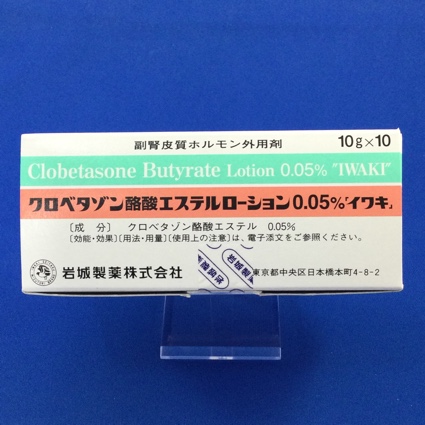 副腎皮質ホルモン外用剤 10g×10
Clobetasone Butyrate Lotion 0.05% "IWAKI"
クロベタゾン酪酸エステルローション0.05%「イワキ」
〔成 分〕 クロベタゾン酪酸エステル 0.05%
〔効能・効果〕〔用法・用量〕〔使用上の注意〕は、電子添文をご参照ください。
岩城製薬株式会社 東京都中央区日本橋本町4-8-2